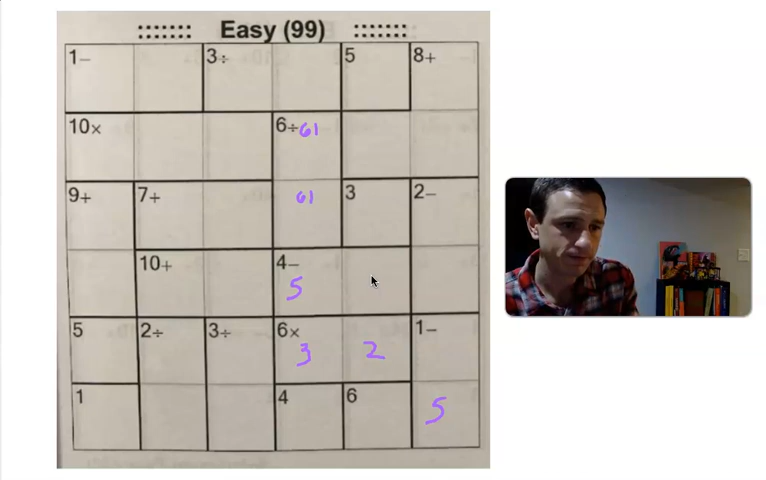 Easy (99)
1− 3÷ 5 8+
10× 6÷ 61
9+ 7+ 61 3 2−
10+ 4− 5
5 2÷ 3÷ 6× 3 2 1−
1 4 6 5